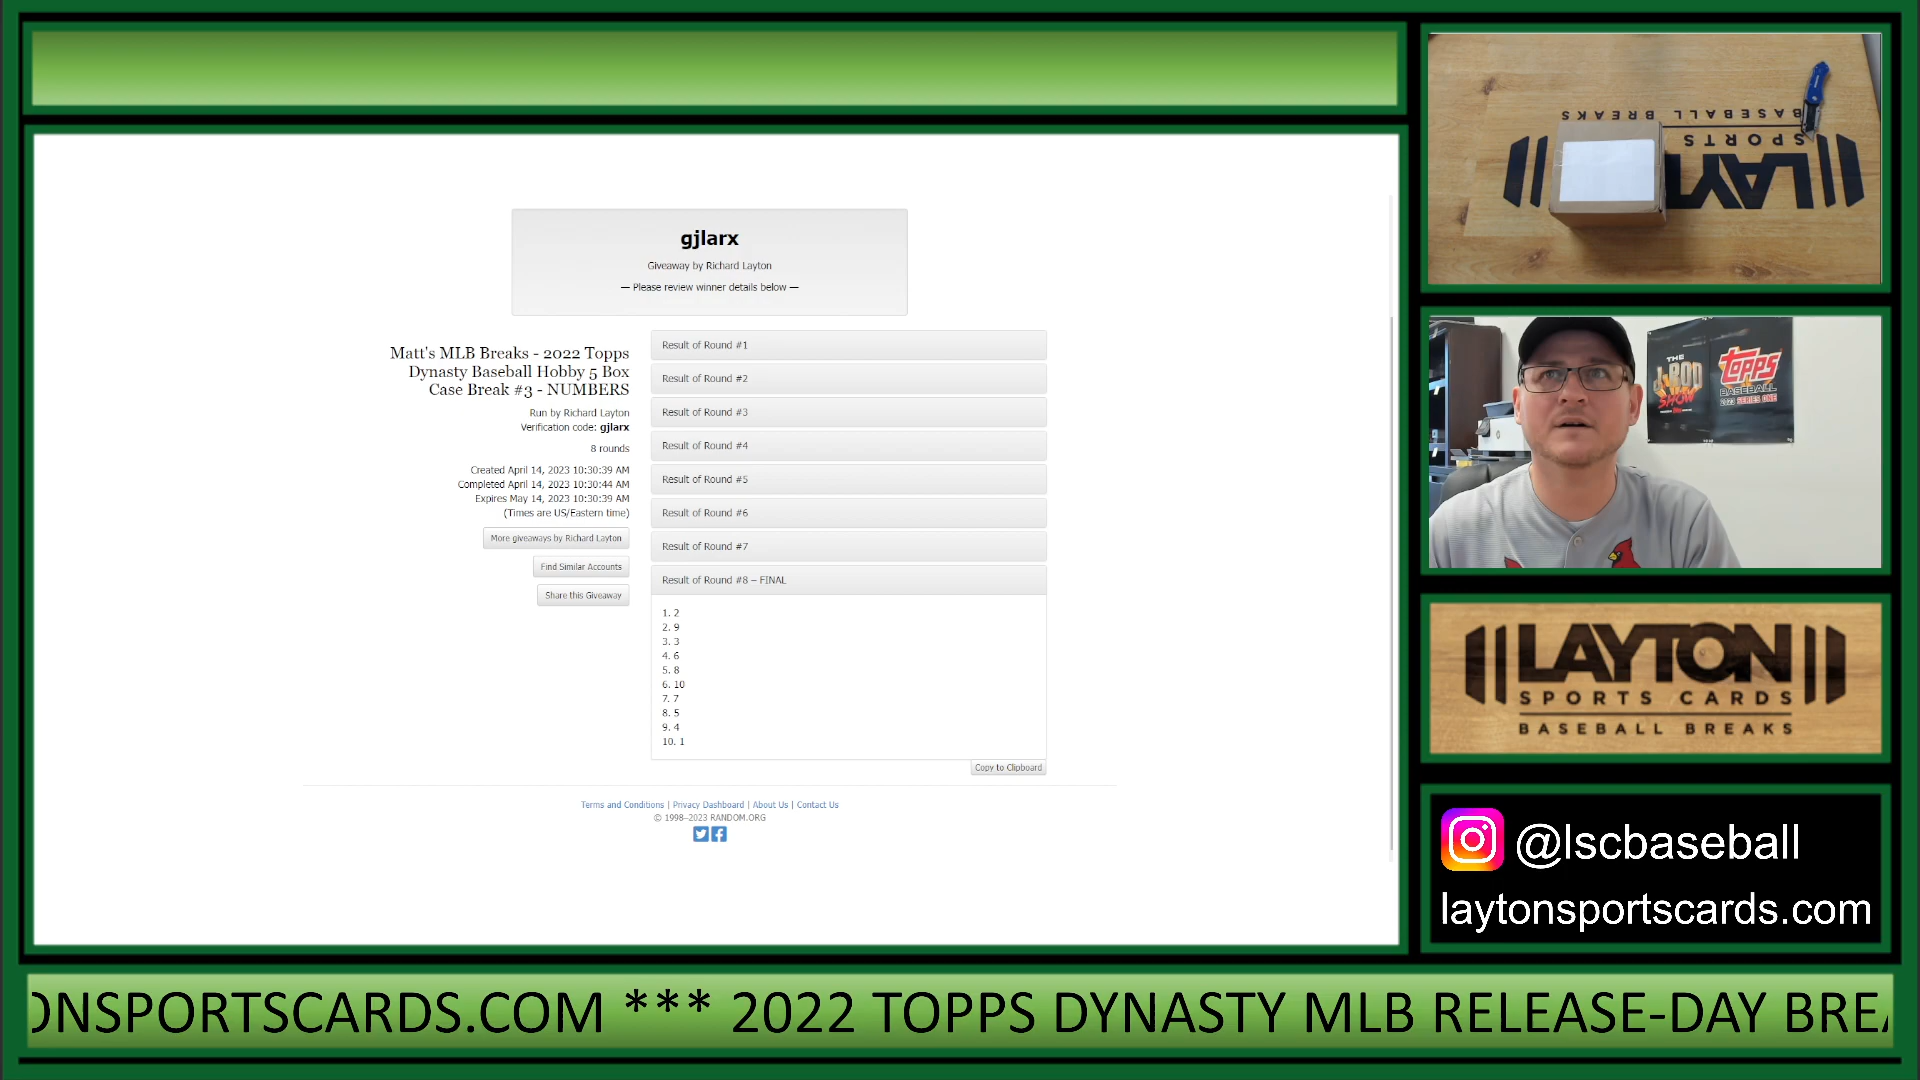 gjlarx
Giveaway by Richard Layton
— Please review winner details below —
Matt's MLB Breaks - 2022 Topps
Dynasty Baseball Hobby 5 Box
Case Break #3 - NUMBERS
Run by Richard Layton
Verification code: gjlarx
8 rounds
Created April 14, 2023 10:30:39 AM
Completed April 14, 2023 10:30:44 AM
Expires May 14, 2023 10:30:39 AM
(Times are US/Eastern time)
More giveaways by Richard Layton
Find Similar Accounts
Share this Giveaway
Result of Round #1
Result of Round #2
Result of Round #3
Result of Round #4
Result of Round #5
Result of Round #6
Result of Round #7
Result of Round #8 – FINAL
1. 2
2. 9
3. 3
4. 6
5. 8
6. 10
7. 7
8. 5
9. 4
10. 1
Copy to Clipboard
Terms and Conditions | Privacy Dashboard | About Us | Contact Us
© 1998–2023 RANDOM.ORG
BASEBALL BREAKS
SPORTS
LAYTON
THE
J-ROD
SHOW
TOPPS
BASEBALL
2023 SERIES ONE
LAYTON
SPORTS CARDS
BASEBALL BREAKS
@lscbaseball
laytonsportscards.com
ONSPORTSCARDS.COM *** 2022 TOPPS DYNASTY MLB RELEASE-DAY BREA